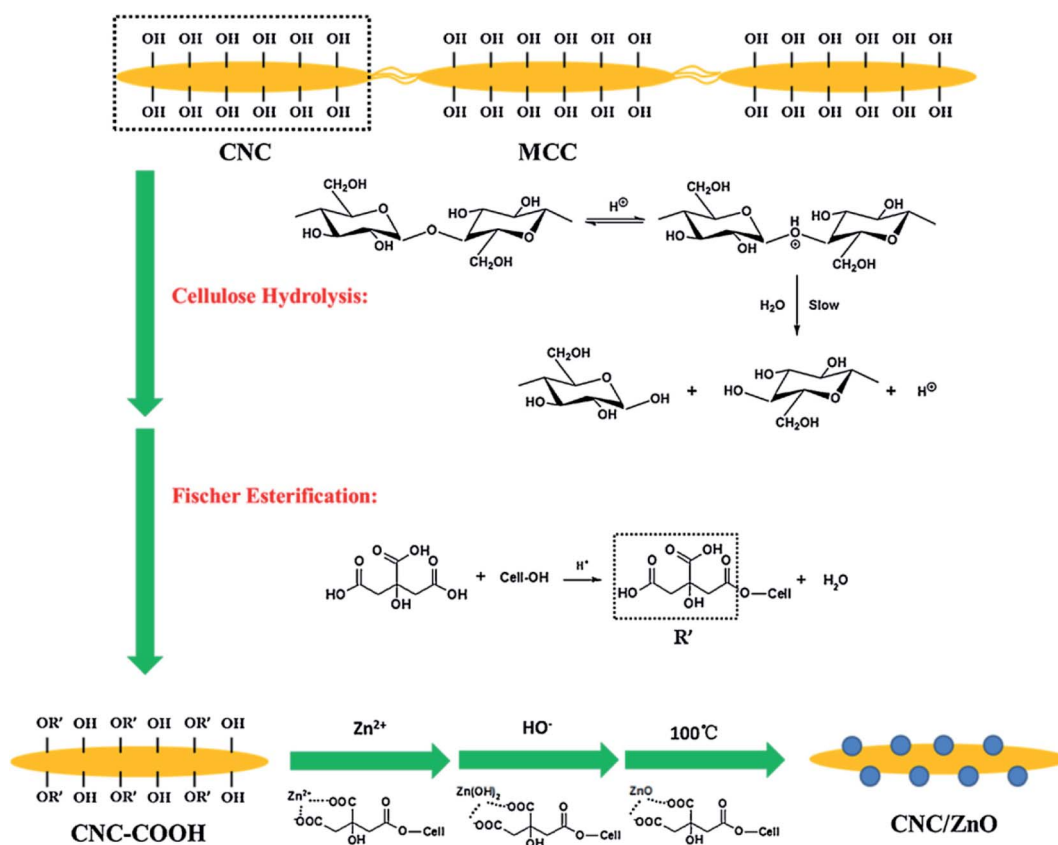 OH OH OH OH OH OH OH OH OH OH OH OH OH OH OH OH OH OH
OH OH OH OH OH OH OH OH OH OH OH OH OH OH OH OH OH OH
CNC MCC
CH₂OH HO OH CH₂OH HO OH
O H⊕ O H
HO OH O O HO OH O⊕ O
CH₂OH CH₂OH
Cellulose Hydrolysis:
H₂O Slow
CH₂OH OH
O HO
HO OH OH + HO O + H⊕
CH₂OH
Fischer Esterification:
O OH O OH
O O H⁺ O O
HO OH OH + Cell-OH HO OH O—Cell + H₂O
R'
OR' OH OR' OH OR' OH
Zn²⁺ HO⁻ 100℃
OR' OH OR' OH OR' OH
CNC-COOH
Zn²⁺ OOC O Zn(OH)₂ OOC O ZnO OOC O
OOC OH O—Cell OOC OH O—Cell OOC OH O—Cell
CNC/ZnO